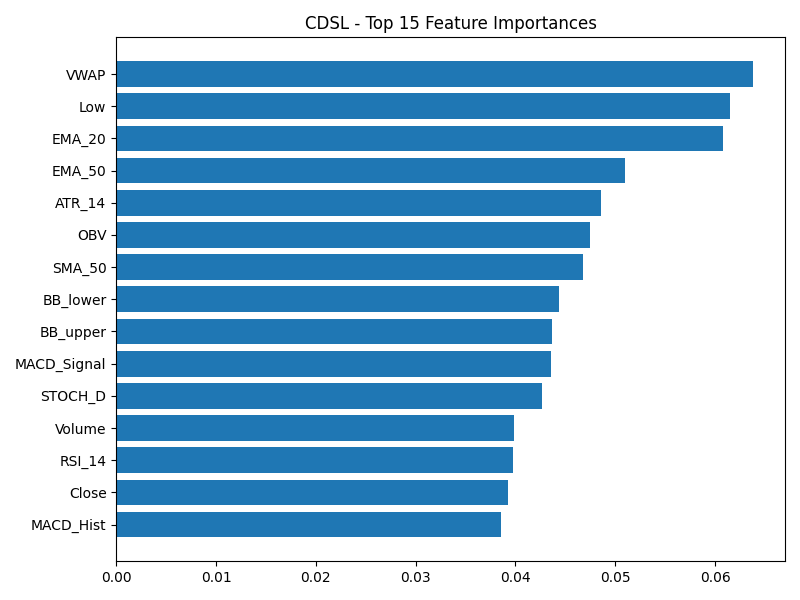 CDSL - Top 15 Feature Importances
VWAP
Low
EMA_20
EMA_50
ATR_14
OBV
SMA_50
BB_lower
BB_upper
MACD_Signal
STOCH_D
Volume
RSI_14
Close
MACD_Hist
0.00 0.01 0.02 0.03 0.04 0.05 0.06